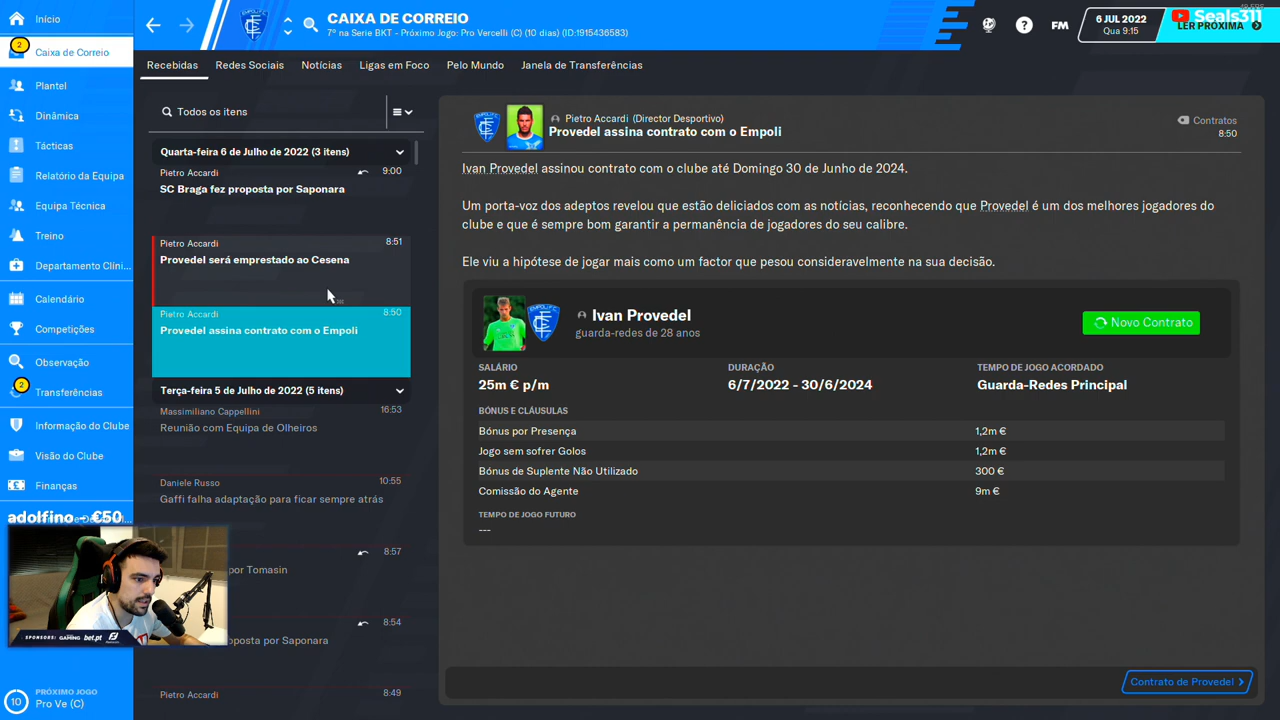 Início
CAIXA DE CORREIO
7º na Serie BKT - Próximo Jogo: Pro Vercelli (C) (10 dias) (ID:1915436583)
FM
6 JUL 2022
Qua 9:15
Seals311
LER PRÓXIMA
2
Caixa de Correio
Recebidas
Redes Sociais
Notícias
Ligas em Foco
Pelo Mundo
Janela de Transferências
Plantel
Dinâmica
Tácticas
Relatório da Equipa
Equipa Técnica
Treino
Departamento Clíni...
Calendário
Competições
Observação
2
Transferências
Informação do Clube
Visão do Clube
Finanças
adolfino - €50
SPONSORS: GAMING bet.pt
10
PRÓXIMO JOGO
Pro Ve (C)
Todos os itens
Quarta-feira 6 de Julho de 2022 (3 itens)
Pietro Accardi 9:00
SC Braga fez proposta por Saponara
Pietro Accardi 8:51
Provedel será emprestado ao Cesena
Pietro Accardi 8:50
Provedel assina contrato com o Empoli
Terça-feira 5 de Julho de 2022 (5 itens)
Massimiliano Cappellini 16:53
Reunião com Equipa de Olheiros
Daniele Russo 10:55
Gaffi falha adaptação para ficar sempre atrás
8:57
por Tomasin
8:54
oposta por Saponara
Pietro Accardi 8:49
Pietro Accardi (Director Desportivo)
Provedel assina contrato com o Empoli
Contratos
8:50
Ivan Provedel assinou contrato com o clube até Domingo 30 de Junho de 2024.
Um porta-voz dos adeptos revelou que estão deliciados com as notícias, reconhecendo que Provedel é um dos melhores jogadores do
clube e que é sempre bom garantir a permanência de jogadores do seu calibre.
Ele viu a hipótese de jogar mais como um factor que pesou consideravelmente na sua decisão.
Ivan Provedel
guarda-redes de 28 anos
Novo Contrato
SALÁRIO
25m € p/m
DURAÇÃO
6/7/2022 - 30/6/2024
TEMPO DE JOGO ACORDADO
Guarda-Redes Principal
BÓNUS E CLÁUSULAS
Bónus por Presença 1,2m €
Jogo sem sofrer Golos 1,2m €
Bónus de Suplente Não Utilizado 300 €
Comissão do Agente 9m €
TEMPO DE JOGO FUTURO
---
Contrato de Provedel